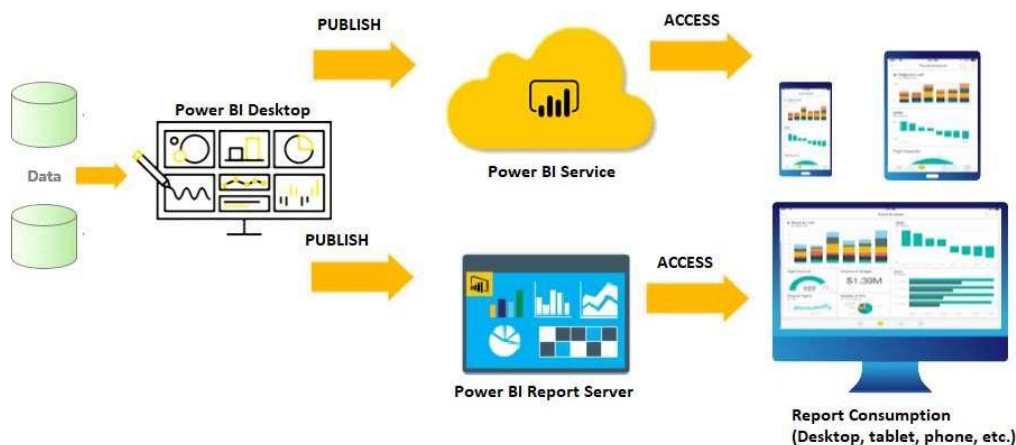 PUBLISH
ACCESS
Power BI Desktop
Data
Power BI Service
PUBLISH
ACCESS
$1.39M
Power BI Report Server
Report Consumption
(Desktop, tablet, phone, etc.)